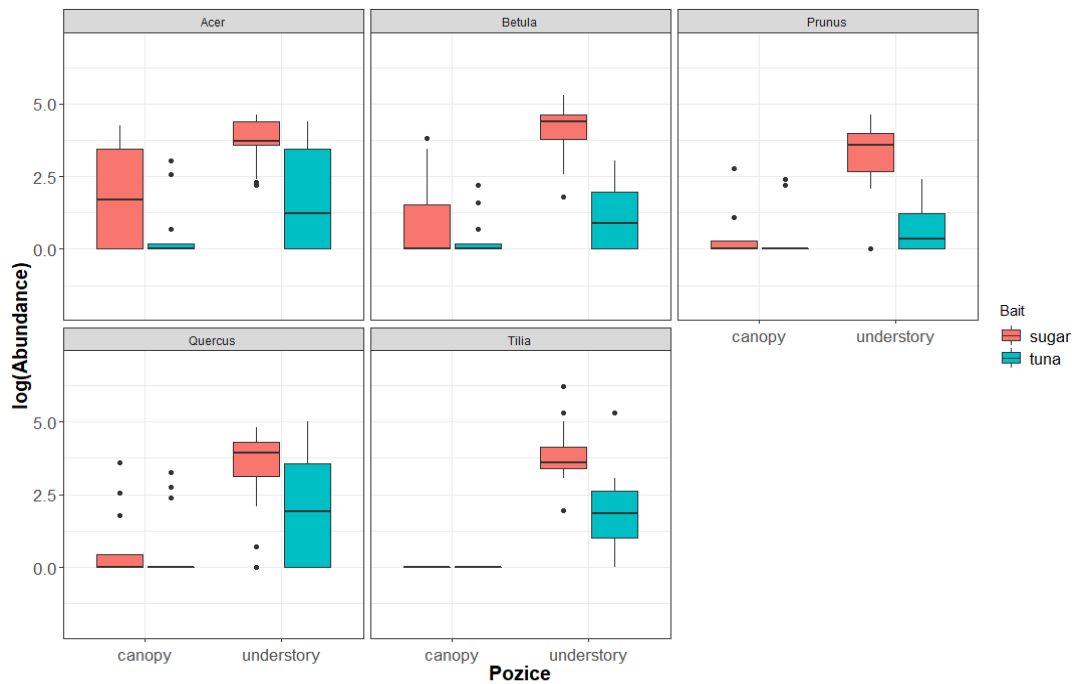 Acer
Betula
Prunus
5.0
2.5
0.0
canopy
understory
Quercus
Tilia
5.0
2.5
0.0
canopy
understory
canopy
understory
log(Abundance)
Pozice
Bait
sugar
tuna